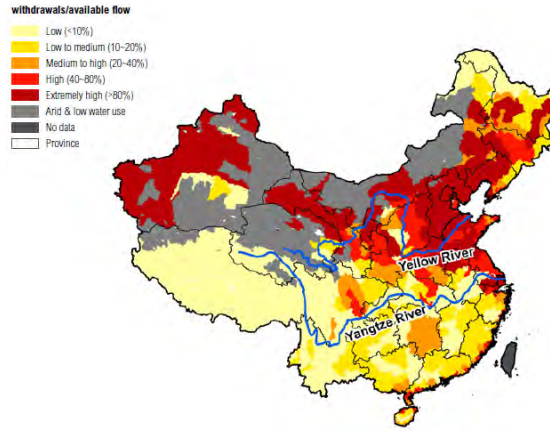 withdrawals/available flow
Low (<10%)
Low to medium (10~20%)
Medium to high (20~40%)
High (40~80%)
Extremely high (>80%)
Arid & low water use
No data
Province
Yellow River
Yangtze River